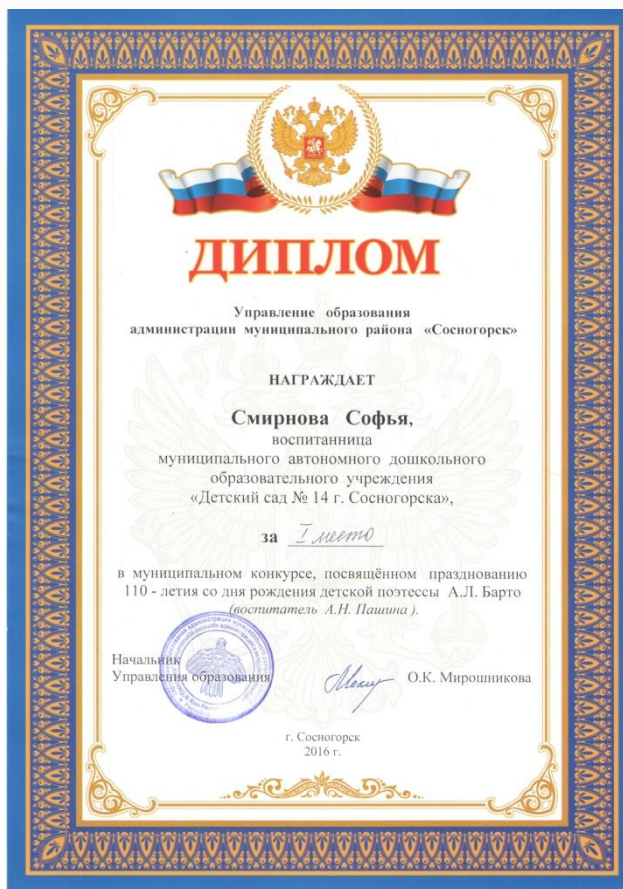 ДИПЛОМ
Управление образования
администрации муниципального района «Сосногорск»
НАГРАЖДАЕТ
Смирнова Софья,
воспитанница
муниципального автономного дошкольного
образовательного учреждения
«Детский сад № 14 г. Сосногорска»,
за I место
в муниципальном конкурсе, посвящённом празднованию
110 - летия со дня рождения детской поэтессы А.Л. Барто
(воспитатель А.Н. Пашина ).
Начальник
Управления образования О.К. Мирошникова
г. Сосногорск
2016 г.